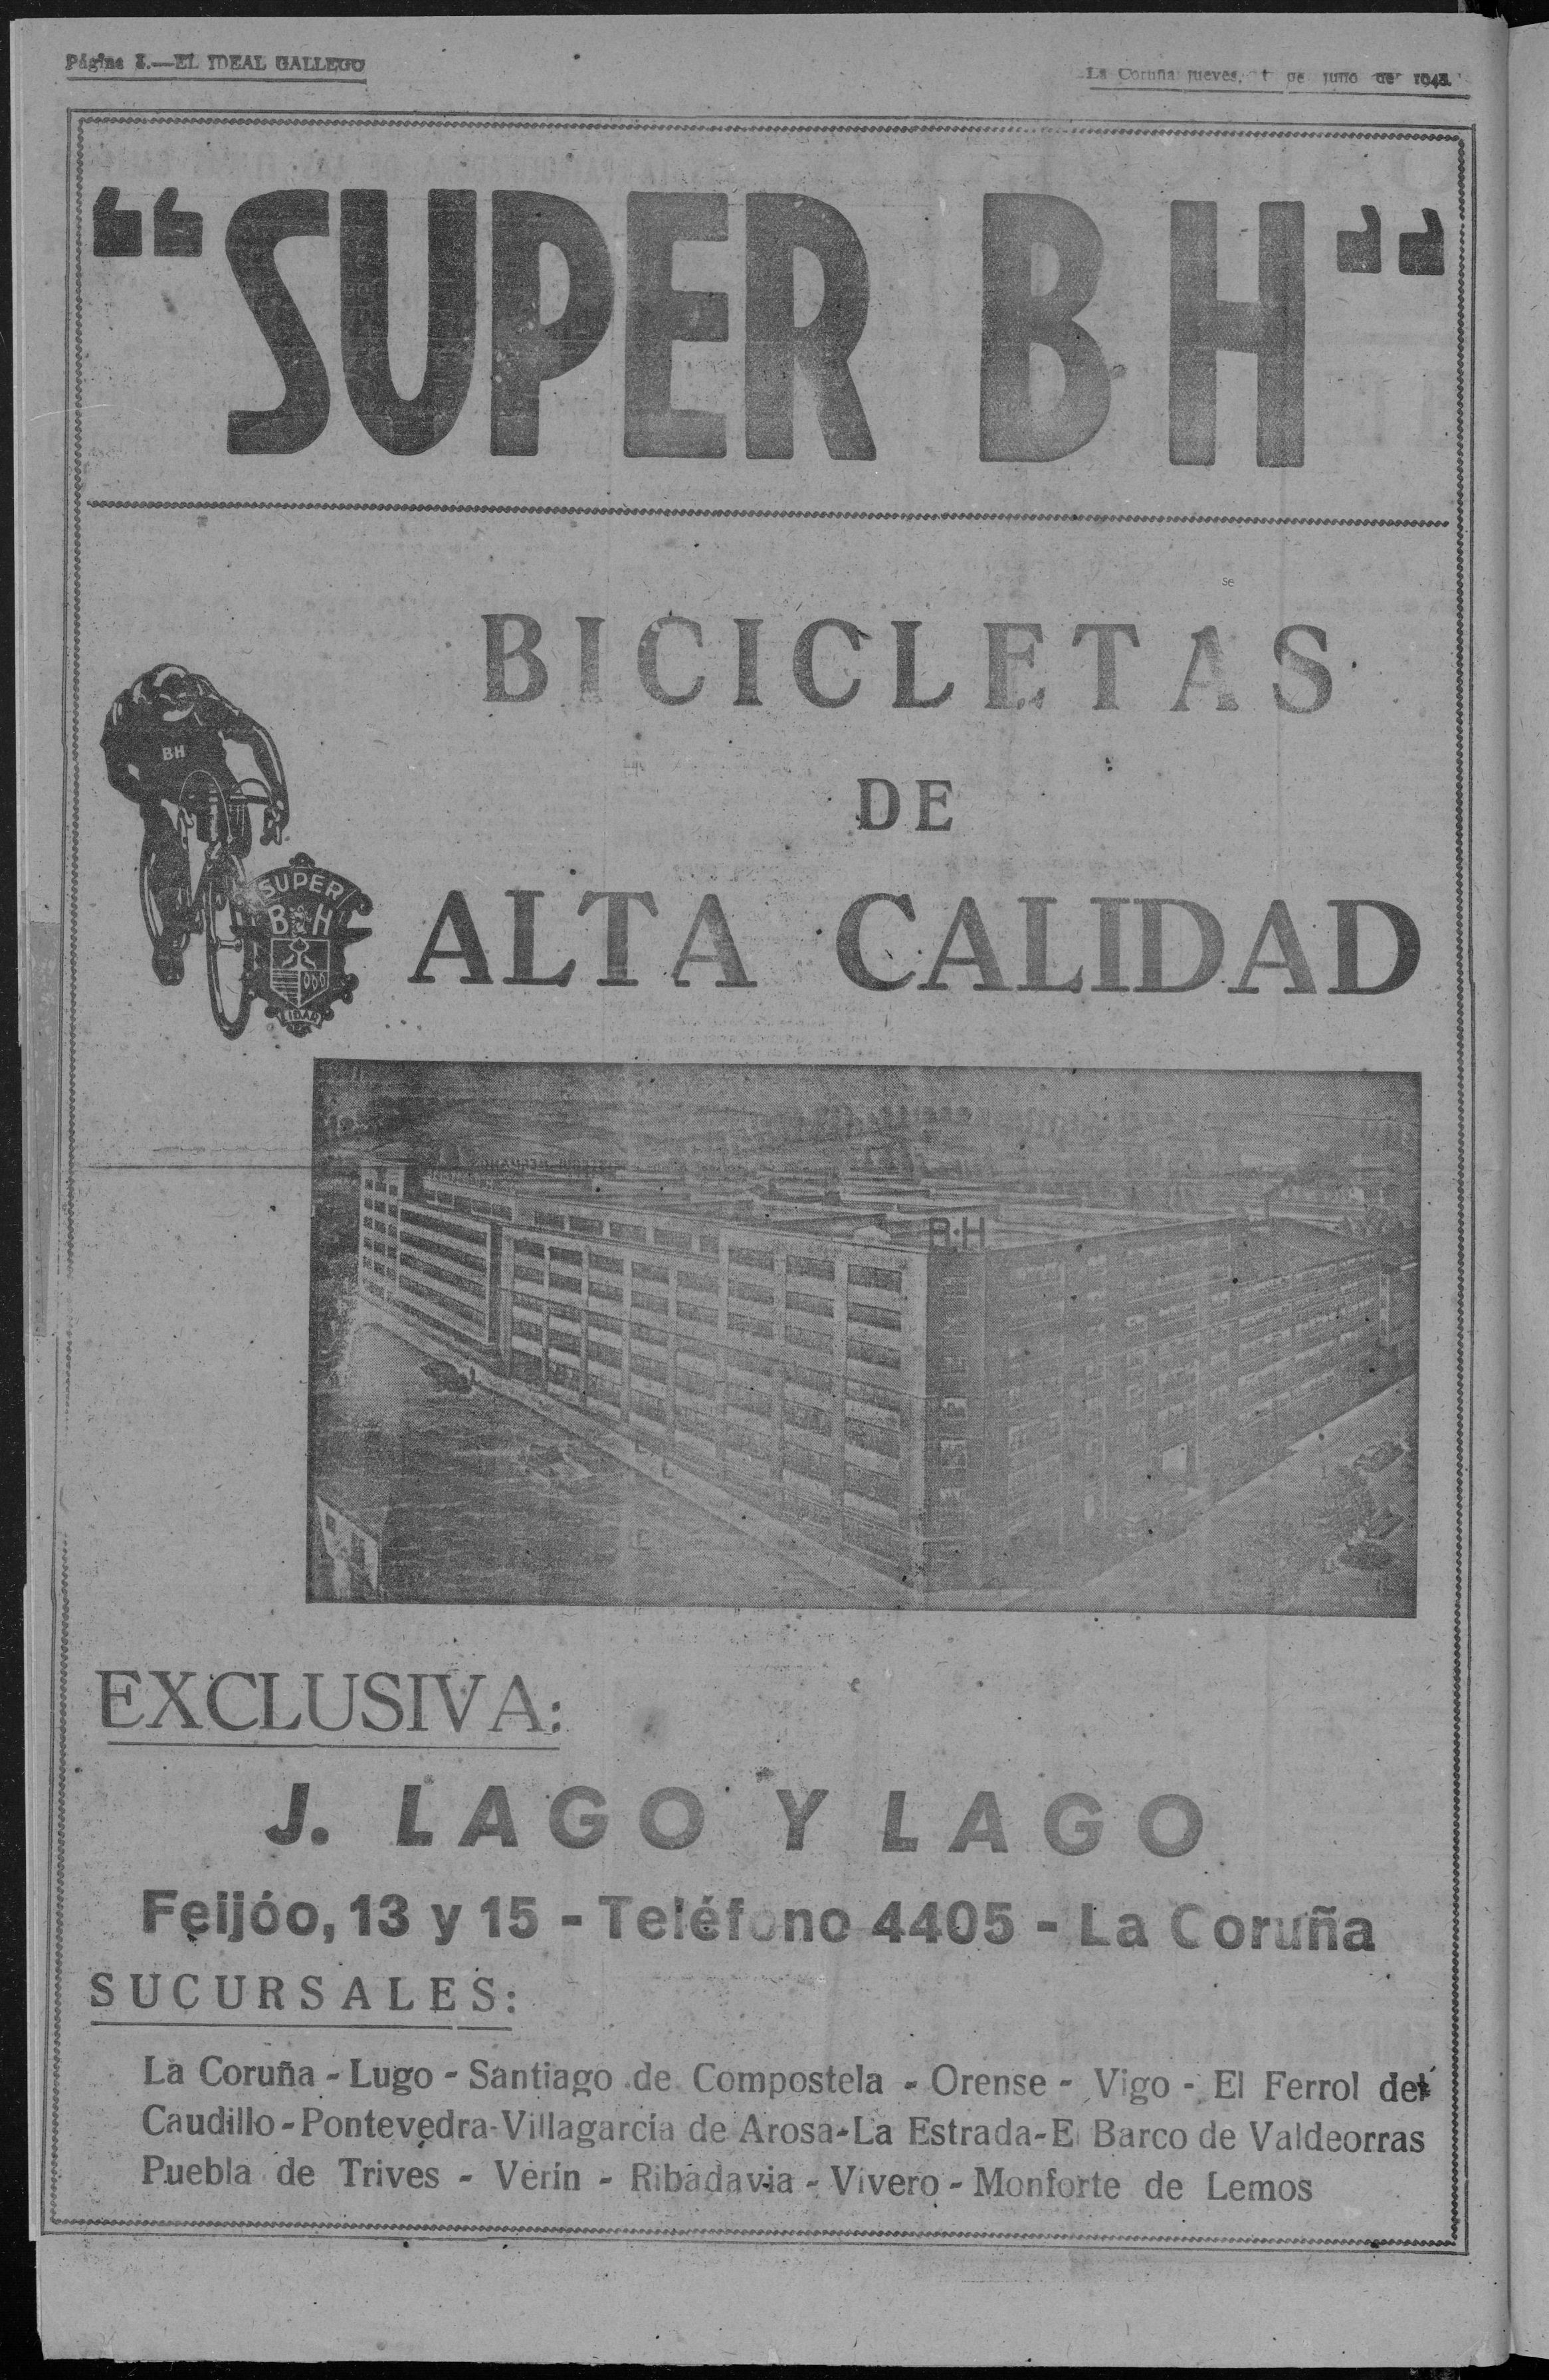 Página .—EL IDEAL GALLEGO
La Coruña jueves, de de 1943
“SUPER BH“
BICICLETAS
DE
ALTA CALIDAD
BH
SUPER
B H
B·H
EXCLUSIVA:
J. LAGO Y LAGO
Feijóo, 13 y 15 - Teléfono 4405 - La Coruña
SUCURSALES:
La Coruña - Lugo - Santiago de Compostela - Orense - Vigo - El Ferrol del
Caudillo - Pontevedra - Villagarcía de Arosa - La Estrada - El Barco de Valdeorras
Puebla de Trives - Verín - Ribadavia - Vivero - Monforte de Lemos